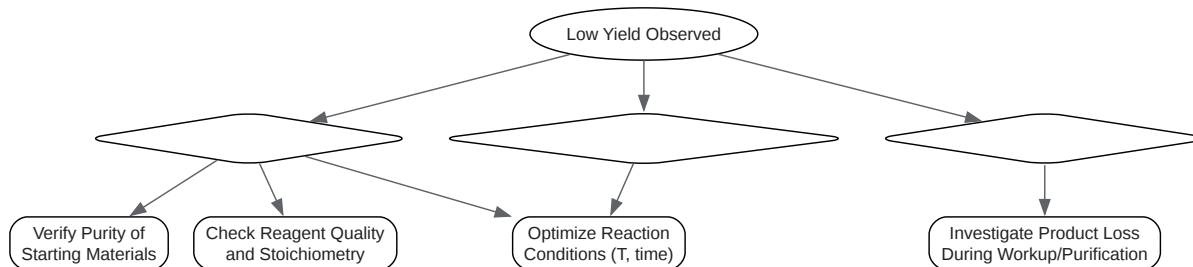 Low Yield Observed
Verify Purity of
Starting Materials
Check Reagent Quality
and Stoichiometry
Optimize Reaction
Conditions (T, time)
Investigate Product Loss
During Workup/Purification